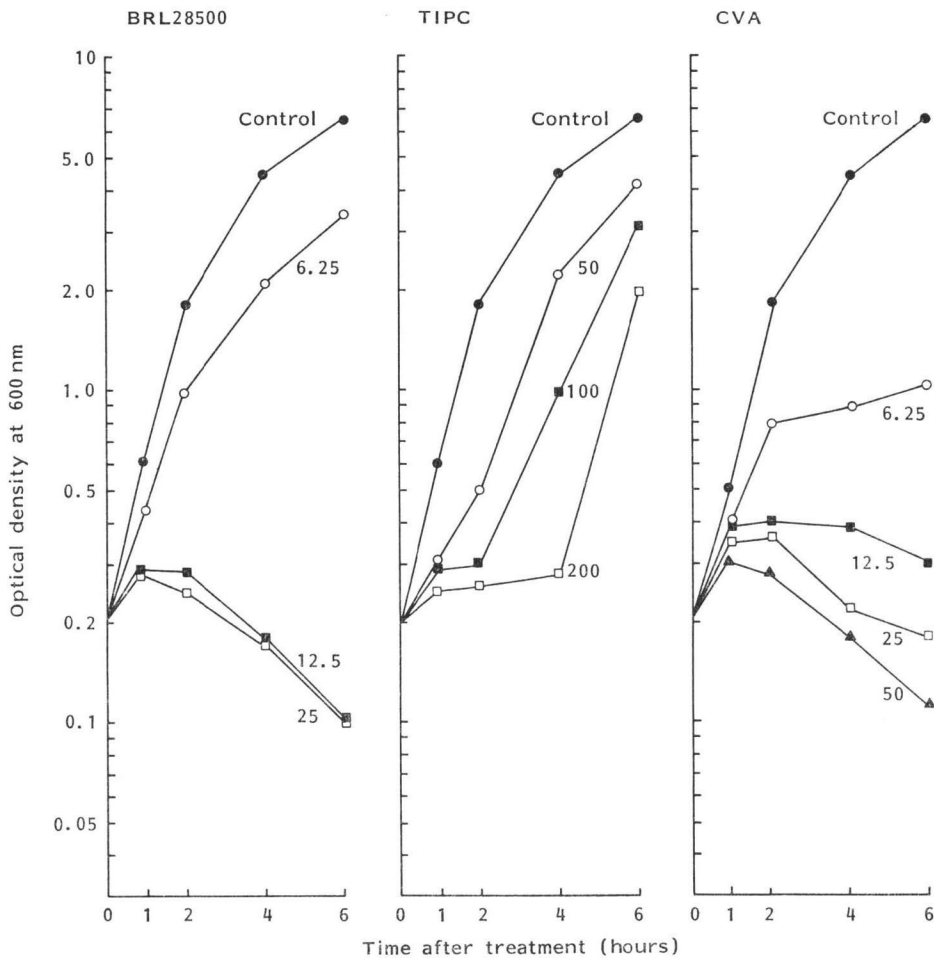 BRL28500
TIPC
CVA
Optical density at 600 nm
10
5.0
2.0
1.0
0.5
0.2
0.1
0.05
Control
6.25
12.5
25
0 1 2 4 6
Control
50
100
200
0 1 2 4 6
Control
6.25
12.5
25
50
0 1 2 4 6
Time after treatment (hours)